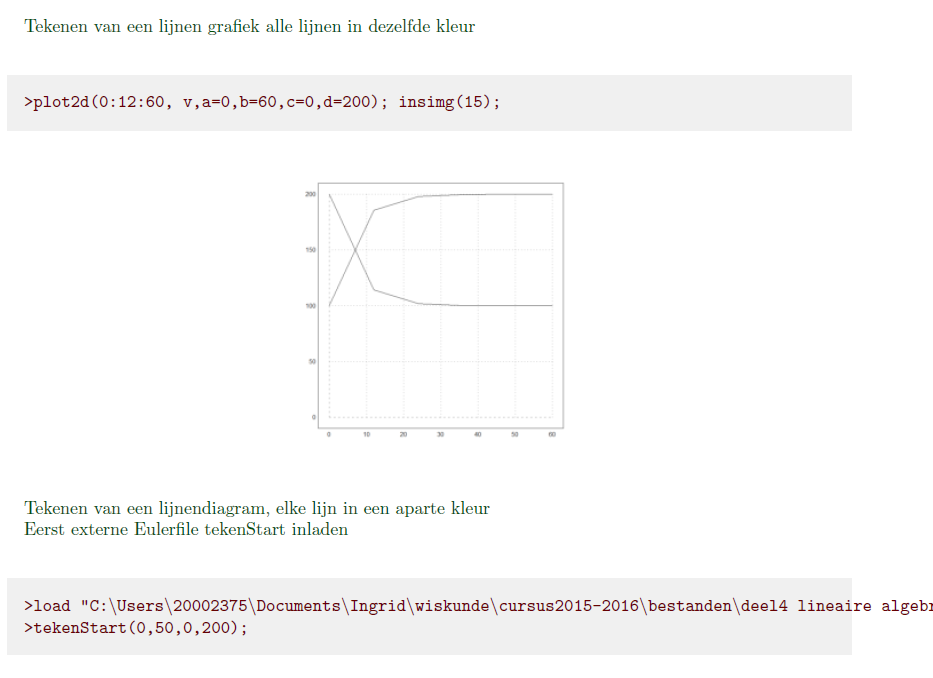 Tekenen van een lijnen grafiek alle lijnen in dezelfde kleur
>plot2d(0:12:60, v,a=0,b=60,c=0,d=200); insimg(15);
200
150
100
50
0
0 10 20 30 40 50 60
Tekenen van een lijnendiagram, elke lijn in een aparte kleur
Eerst externe Eulerfile tekenStart inladen
>load "C:\Users\20002375\Documents\Ingrid\wiskunde\cursus2015-2016\bestanden\deel4 lineaire algebr
>tekenStart(0,50,0,200);